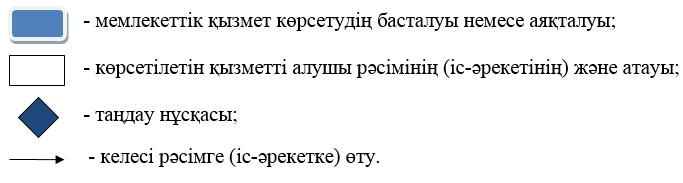 - мемлекеттік қызмет көрсетудің басталуы немесе аяқталуы;
- көрсетілетін қызметті алушы рәсімінің (іс-әрекетінің) және атауы;
- таңдау нұсқасы;
- келесі рәсімге (іс-әрекетке) өту.